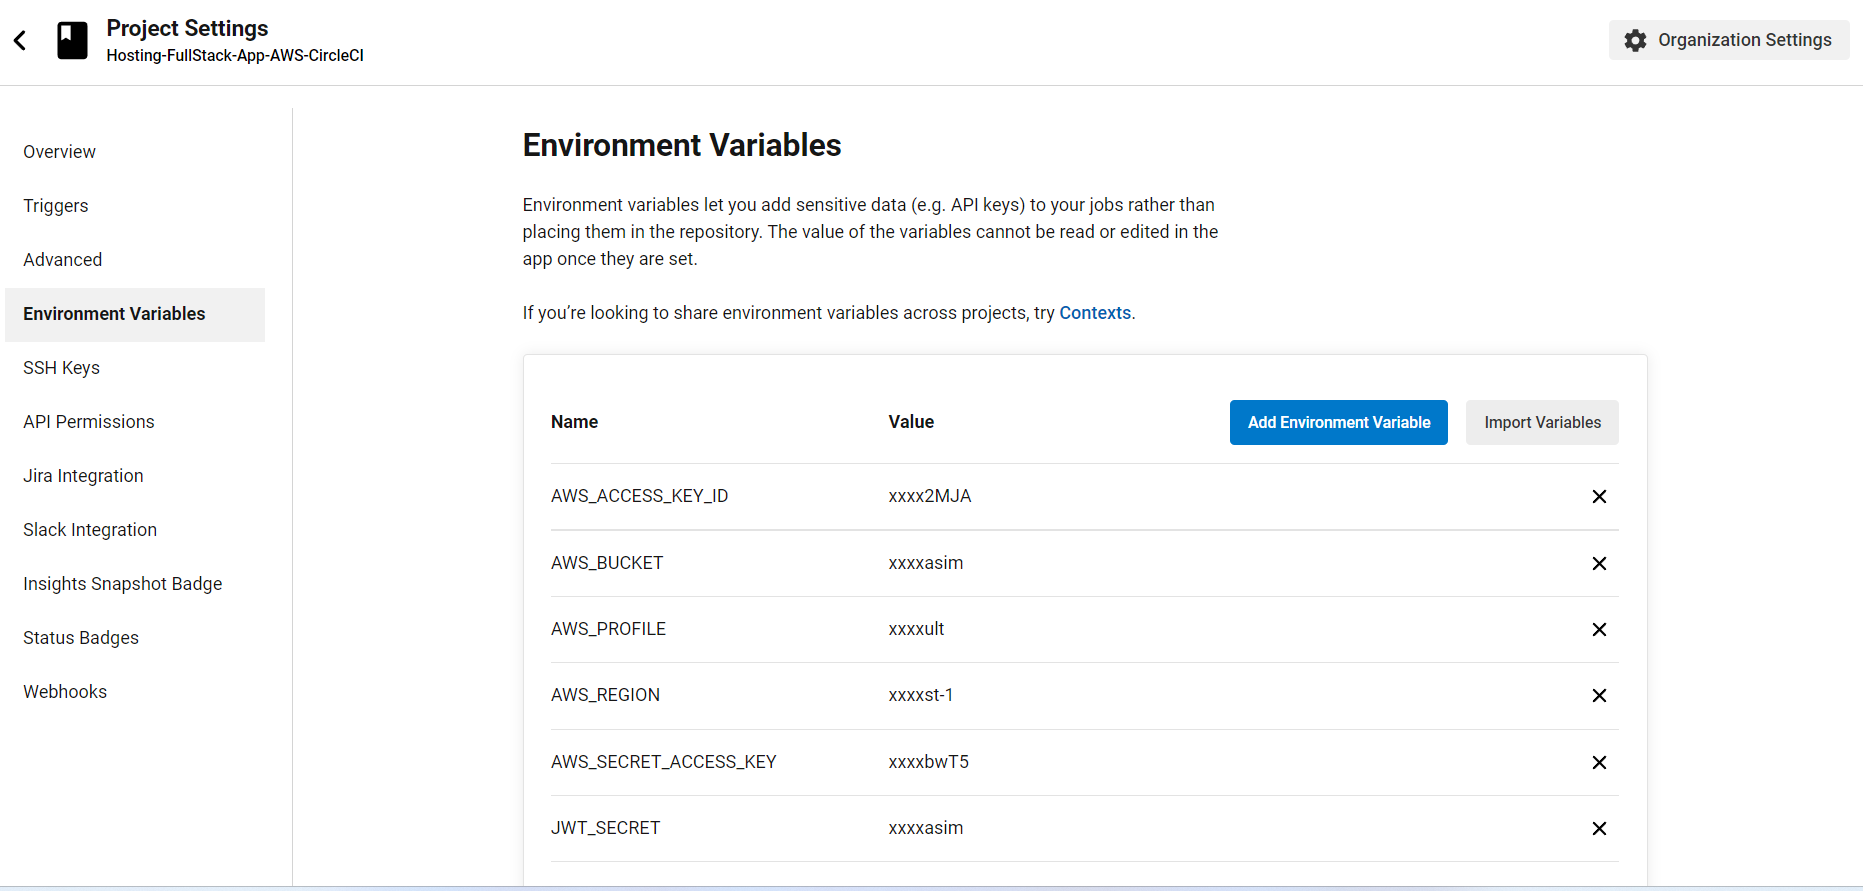 Project Settings
Hosting-FullStack-App-AWS-CircleCI
Organization Settings
Overview
Triggers
Advanced
Environment Variables
SSH Keys
API Permissions
Jira Integration
Slack Integration
Insights Snapshot Badge
Status Badges
Webhooks
Environment Variables
Environment variables let you add sensitive data (e.g. API keys) to your jobs rather than
placing them in the repository. The value of the variables cannot be read or edited in the
app once they are set.
If you’re looking to share environment variables across projects, try Contexts.
Name Value Add Environment Variable Import Variables
AWS_ACCESS_KEY_ID xxxx2MJA
AWS_BUCKET xxxxasim
AWS_PROFILE xxxxult
AWS_REGION xxxxst-1
AWS_SECRET_ACCESS_KEY xxxxbwT5
JWT_SECRET xxxxasim